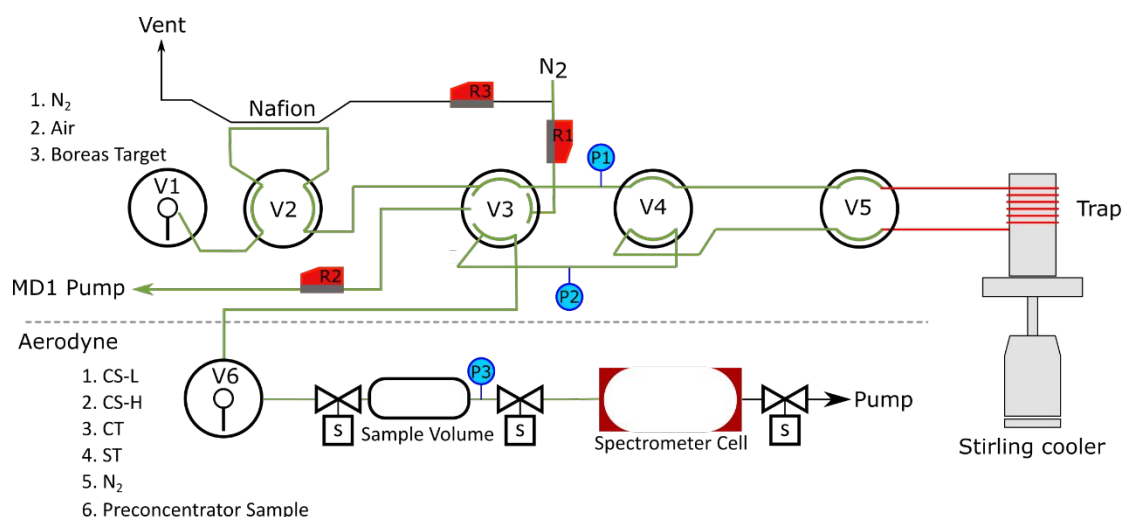 Vent
N₂
R3
1. N₂
2. Air
3. Boreas Target
Nafion
R1
P1
V1
V2
V3
V4
V5
Trap
R2
MD1 Pump
P2
Aerodyne
V6
1. CS-L
2. CS-H
3. CT
4. ST
5. N₂
6. Preconcentrator Sample
P3
S
Sample Volume
S
Spectrometer Cell
S
Pump
Stirling cooler